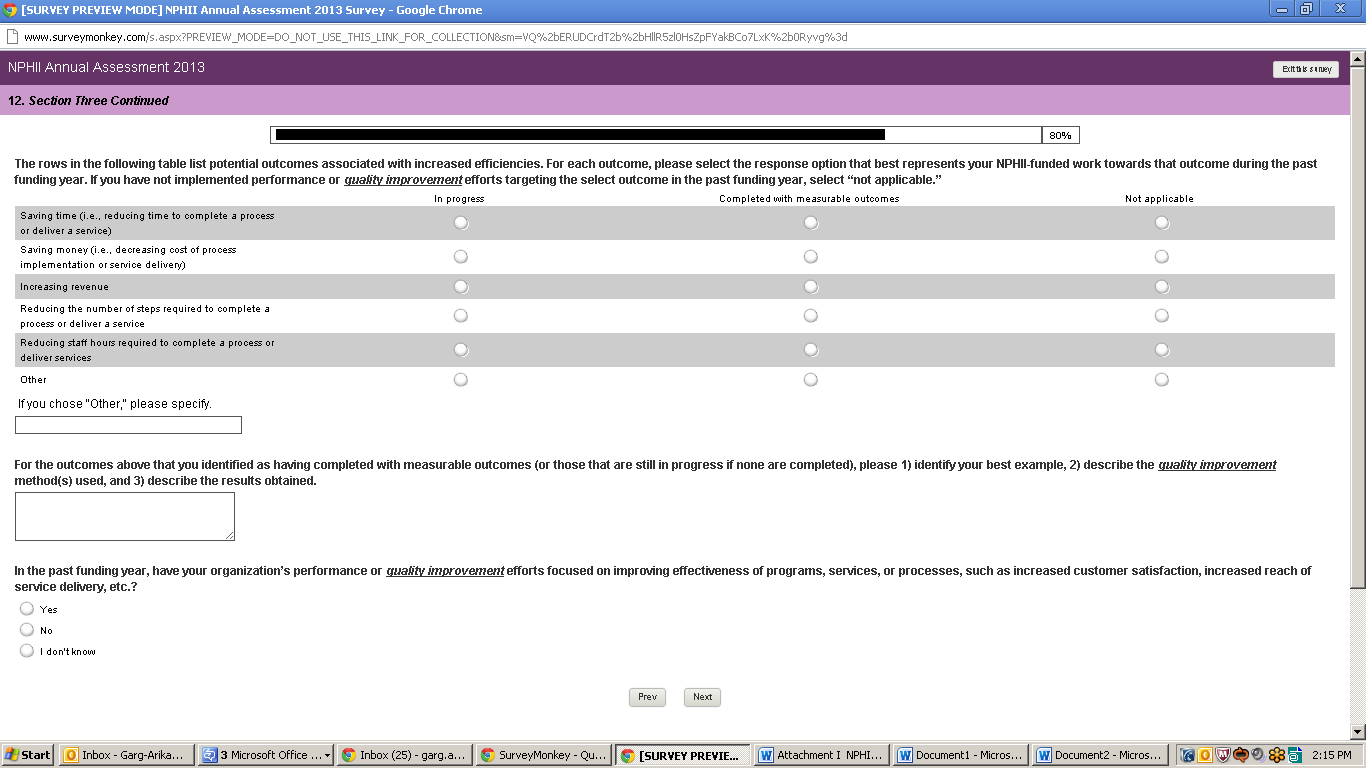 [SURVEY PREVIEW MODE] NPHII Annual Assessment 2013 Survey - Google Chrome
www.surveymonkey.com/s.aspx?PREVIEW_MODE=DO_NOT_USE_THIS_LINK_FOR_COLLECTION&sm=VQ%2bERUDCrdT2b%2bHllR5zl0HsZpFYakBCo7LxK%2b0Ryvg%3d
NPHII Annual Assessment 2013
Exit this survey
12. Section Three Continued
80%
The rows in the following table list potential outcomes associated with increased efficiencies. For each outcome, please select the response option that best represents your NPHII-funded work towards that outcome during the past
funding year. If you have not implemented performance or quality improvement efforts targeting the select outcome in the past funding year, select “not applicable.”
In progress Completed with measurable outcomes Not applicable
Saving time (i.e., reducing time to complete a process
or deliver a service)
Saving money (i.e., decreasing cost of process
implementation or service delivery)
Increasing revenue
Reducing the number of steps required to complete a
process or deliver a service
Reducing staff hours required to complete a process or
deliver services
Other
If you chose "Other," please specify.
For the outcomes above that you identified as having completed with measurable outcomes (or those that are still in progress if none are completed), please 1) identify your best example, 2) describe the quality improvement
method(s) used, and 3) describe the results obtained.
In the past funding year, have your organization’s performance or quality improvement efforts focused on improving effectiveness of programs, services, or processes, such as increased customer satisfaction, increased reach of
service delivery, etc.?
Yes
No
I don't know
Prev Next
Start Inbox - Garg-Arika... 3 Microsoft Office ... Inbox (25) - garg.a... SurveyMonkey - Qu... [SURVEY PREVIE... Attachment I NPHI... Document1 - Micros... Document2 - Micros... 2:15 PM